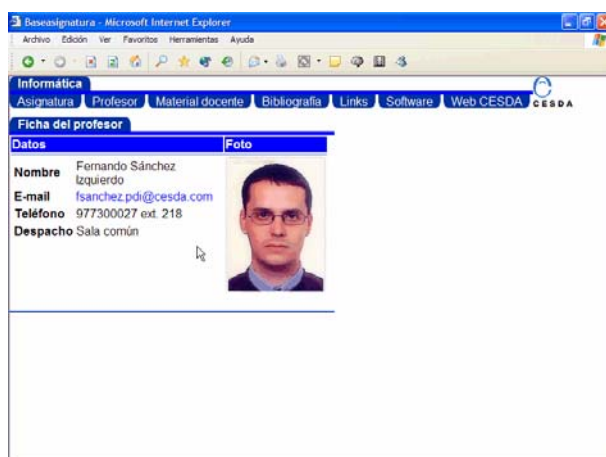 Baseasignatura - Microsoft Internet Explorer
Archivo Edición Ver Favoritos Herramientas Ayuda
Informática
Asignatura Profesor Material docente Bibliografía Links Software Web CESDA CESDA
Ficha del profesor
Datos Foto
Nombre Fernando Sánchez
Izquierdo
E-mail fsanchez.pdi@cesda.com
Teléfono 977300027 ext. 218
Despacho Sala común